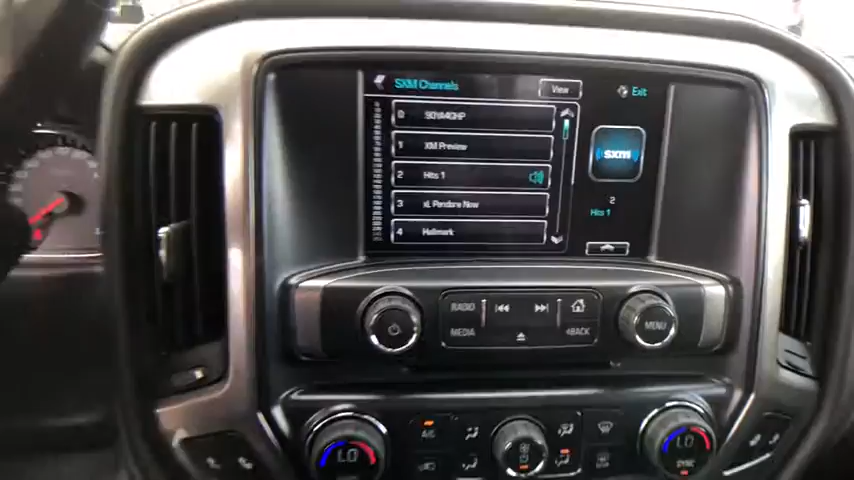 SXM Channels
View
Exit
0
1 XM Preview
2 Hits 1
3 xL Pandora Now
4 Hallmark
sxm
2
Hits 1
RADIO
MEDIA
BACK
MENU
LO
A/C
LO
SYNC